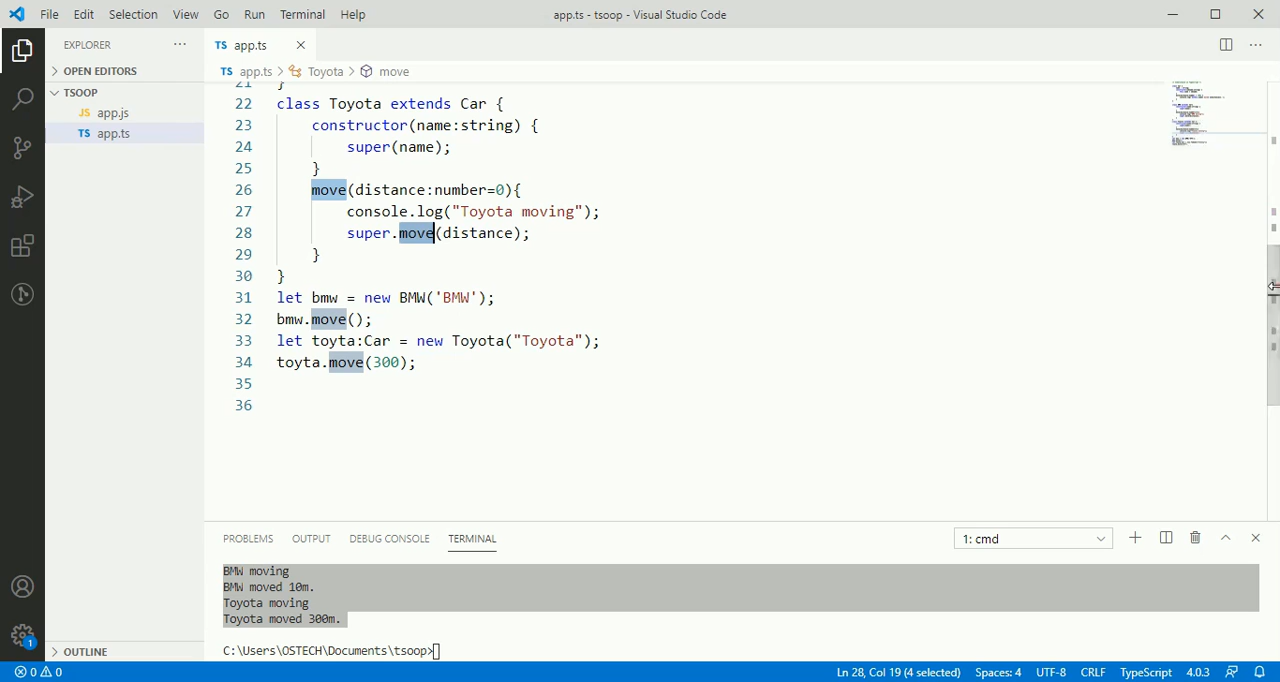 File Edit Selection View Go Run Terminal Help
app.ts - tsoop - Visual Studio Code
EXPLORER
OPEN EDITORS
TSOOP
JS app.js
TS app.ts
TS app.ts
TS app.ts > Toyota > move
21 }
22 class Toyota extends Car {
23 constructor(name:string) {
24 super(name);
25 }
26 move(distance:number=0){
27 console.log("Toyota moving");
28 super.move(distance);
29 }
30 }
31 let bmw = new BMW('BMW');
32 bmw.move();
33 let toyta:Car = new Toyota("Toyota");
34 toyta.move(300);
35
36
PROBLEMS OUTPUT DEBUG CONSOLE TERMINAL
1: cmd
BMW moving
BMW moved 10m.
Toyota moving
Toyota moved 300m.
C:\Users\OSTECH\Documents\tsoop>
1
OUTLINE
0 0
Ln 28, Col 19 (4 selected) Spaces: 4 UTF-8 CRLF TypeScript 4.0.3